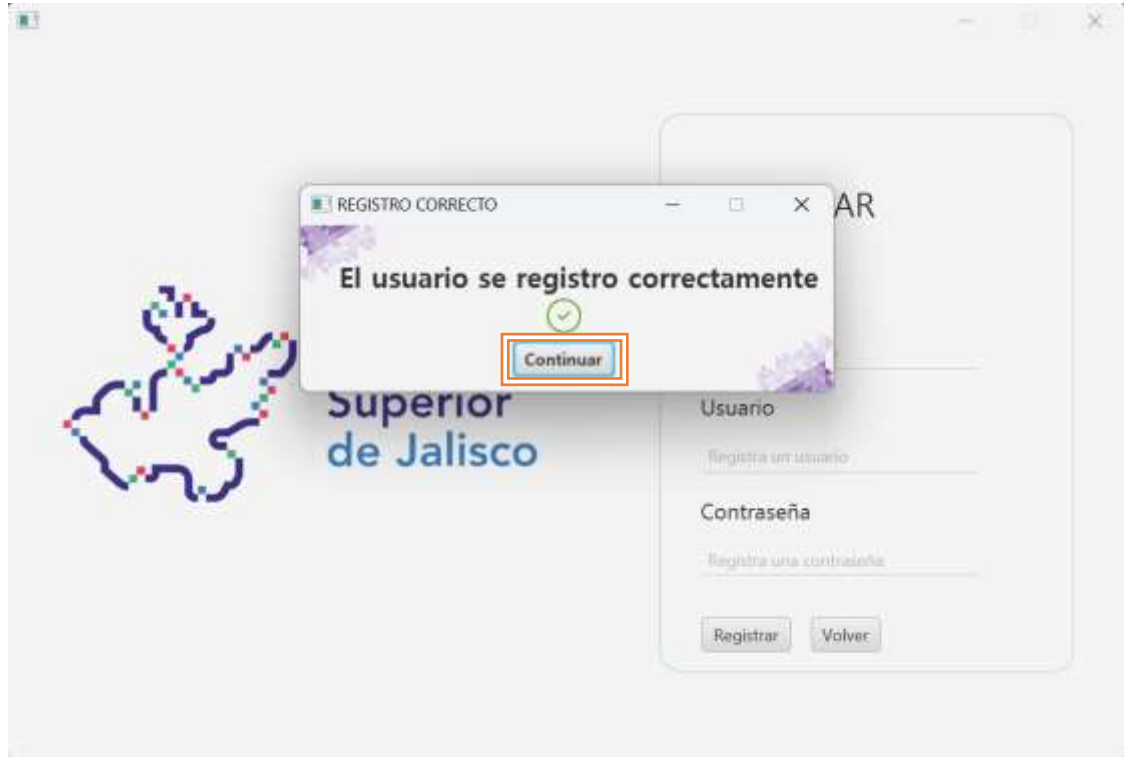 REGISTRO CORRECTO
AR
El usuario se registro correctamente
Continuar
Superior
de Jalisco
Usuario
Registra un usuario
Contraseña
Registra una contraseña
Registrar
Volver